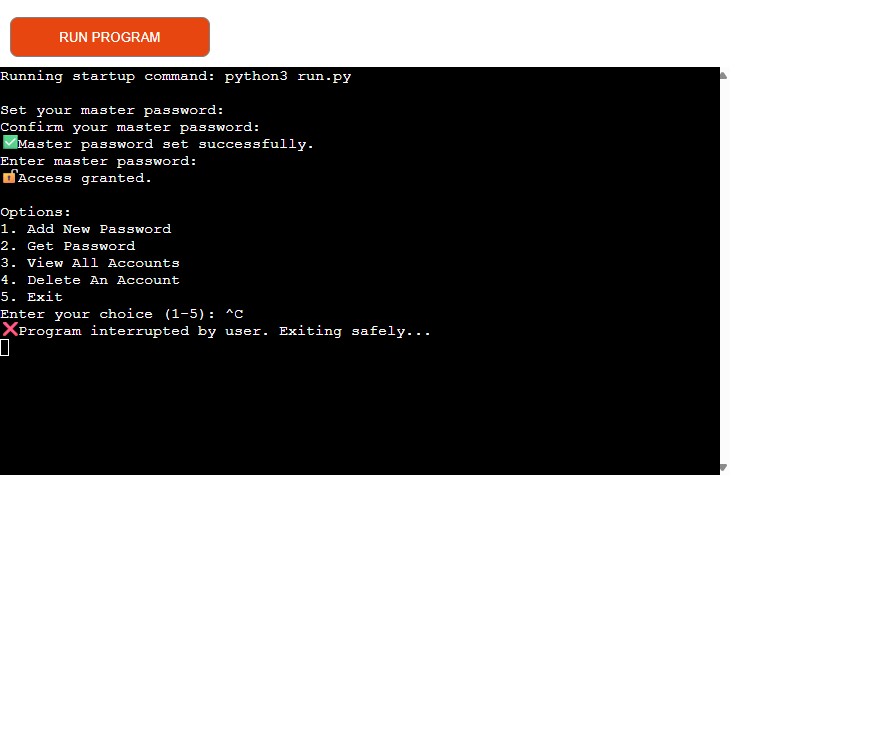 RUN PROGRAM
Running startup command: python3 run.py
Set your master password:
Confirm your master password:
✅Master password set successfully.
Enter master password:
🔓Access granted.
Options:
1. Add New Password
2. Get Password
3. View All Accounts
4. Delete An Account
5. Exit
Enter your choice (1-5): ^C
❌Program interrupted by user. Exiting safely...